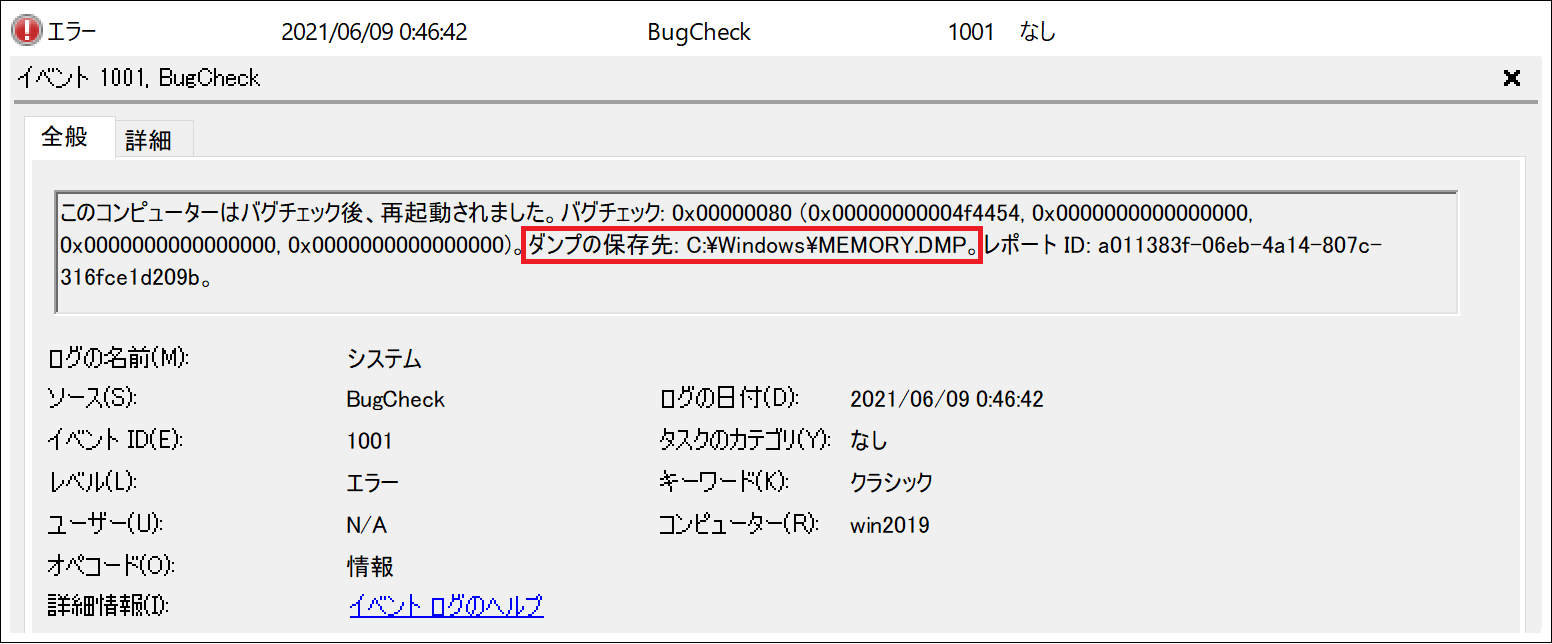 エラー 2021/06/09 0:46:42 BugCheck 1001 なし
イベント 1001, BugCheck
全般 詳細
このコンピューターはバグチェック後、再起動されました。バグチェック: 0x00000080 (0x00000000004f4454, 0x0000000000000000,
0x0000000000000000, 0x0000000000000000)。ダンプの保存先: C:¥Windows¥MEMORY.DMP。レポート ID: a011383f-06eb-4a14-807c-
316fce1d209b。
ログの名前(M): システム
ソース(S): BugCheck ログの日付(D): 2021/06/09 0:46:42
イベント ID(E): 1001 タスクのカテゴリ(Y): なし
レベル(L): エラー キーワード(K): クラシック
ユーザー(U): N/A コンピューター(R): win2019
オペコード(O): 情報
詳細情報(I): イベント ログのヘルプ